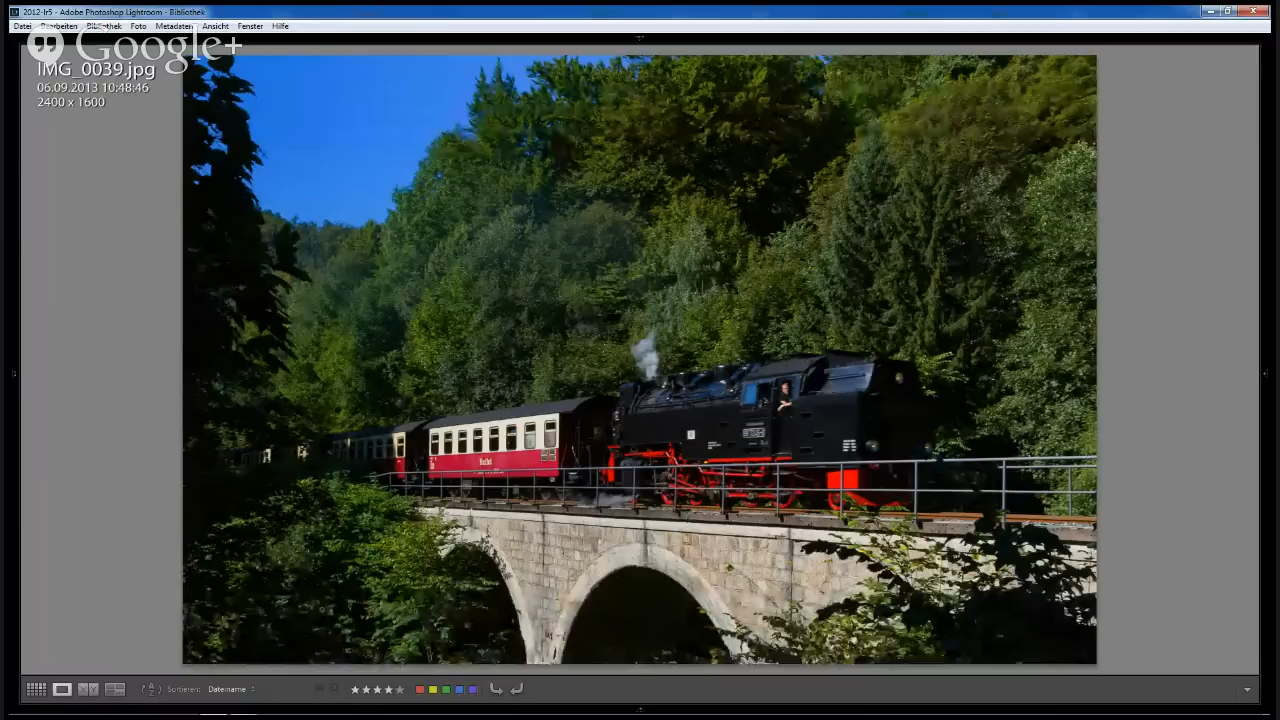 2012-lr5 - Adobe Photoshop Lightroom - Bibliothek
Datei Bearbeiten Bibliothek Foto Metadaten Ansicht Fenster Hilfe
Google+
IMG_0039.jpg
06.09.2013 10:48:46
2400 x 1600
Sortieren: Dateiname